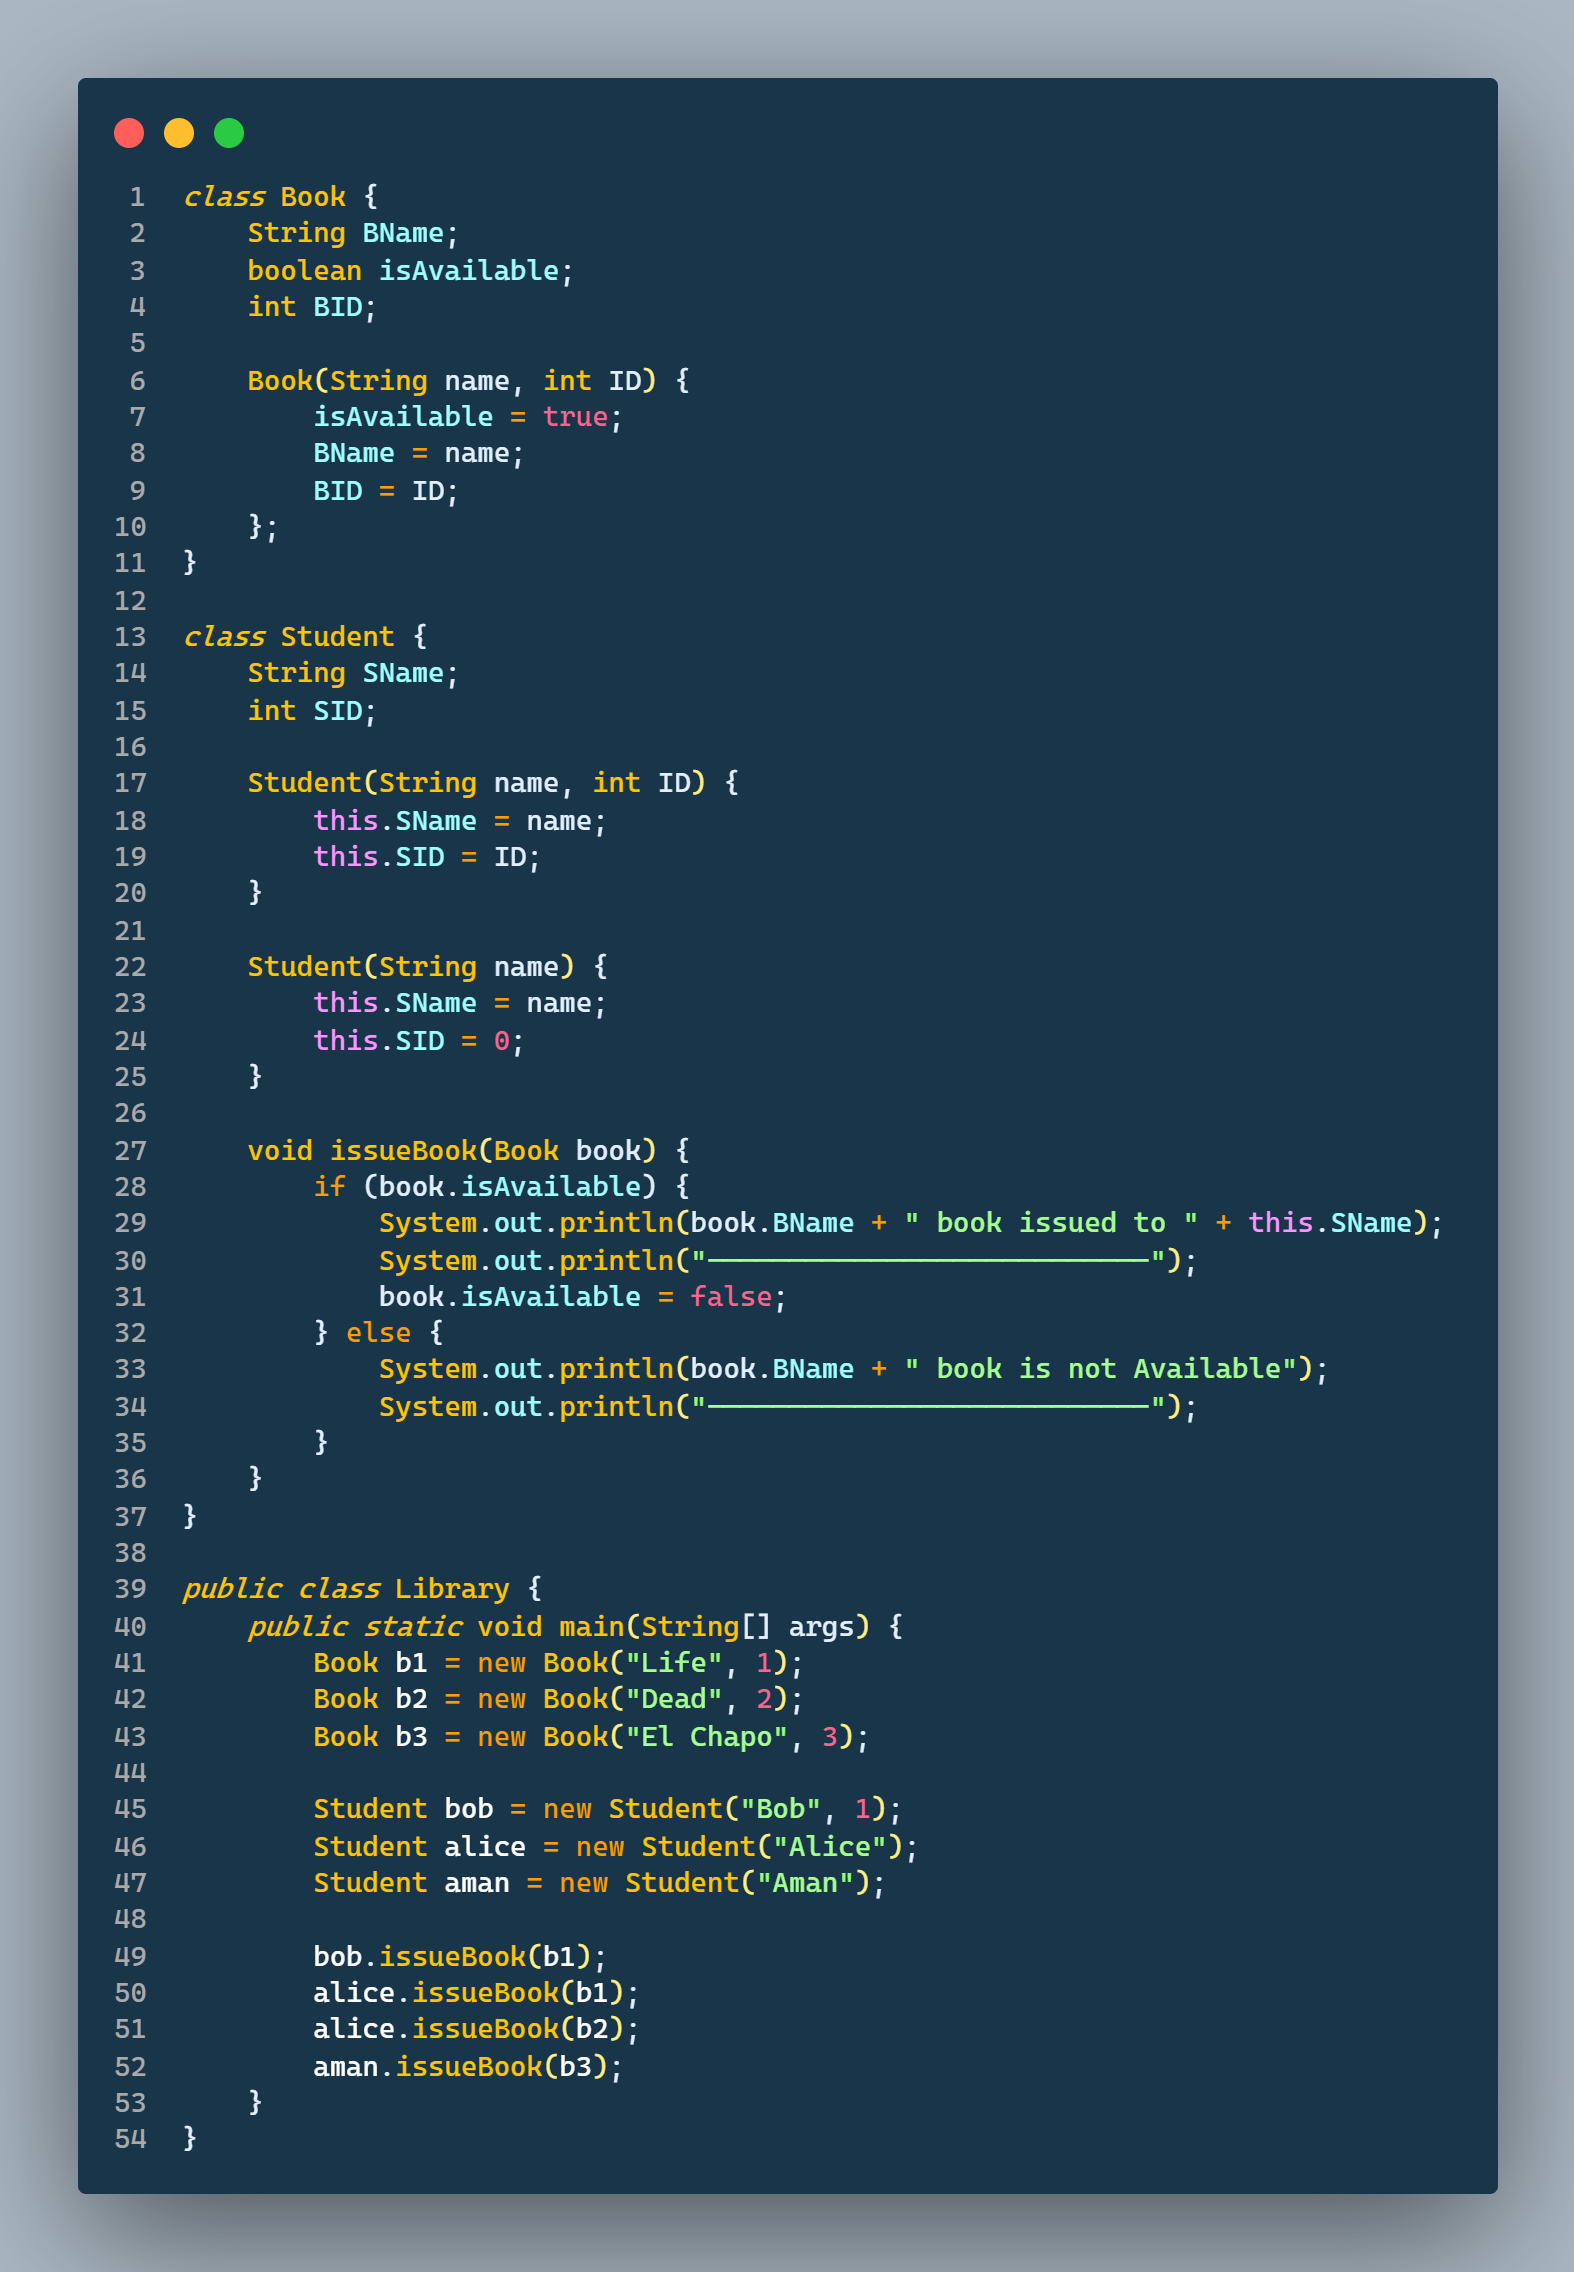 1 class Book {
2     String BName;
3     boolean isAvailable;
4     int BID;
5
6     Book(String name, int ID) {
7         isAvailable = true;
8         BName = name;
9         BID = ID;
10     };
11 }
12
13 class Student {
14     String SName;
15     int SID;
16
17     Student(String name, int ID) {
18         this.SName = name;
19         this.SID = ID;
20     }
21
22     Student(String name) {
23         this.SName = name;
24         this.SID = 0;
25     }
26
27     void issueBook(Book book) {
28         if (book.isAvailable) {
29             System.out.println(book.BName + " book issued to " + this.SName);
30             System.out.println("---------------------------");
31             book.isAvailable = false;
32         } else {
33             System.out.println(book.BName + " book is not Available");
34             System.out.println("---------------------------");
35         }
36     }
37 }
38
39 public class Library {
40     public static void main(String[] args) {
41         Book b1 = new Book("Life", 1);
42         Book b2 = new Book("Dead", 2);
43         Book b3 = new Book("El Chapo", 3);
44
45         Student bob = new Student("Bob", 1);
46         Student alice = new Student("Alice");
47         Student aman = new Student("Aman");
48
49         bob.issueBook(b1);
50         alice.issueBook(b1);
51         alice.issueBook(b2);
52         aman.issueBook(b3);
53     }
54 }